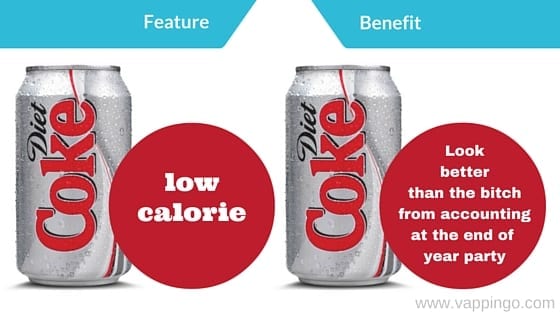 Feature
Benefit
Diet
Coke
low
calorie
Diet
Coke
Look
better
than the bitch
from accounting
at the end of
year party
www.vappingo.com